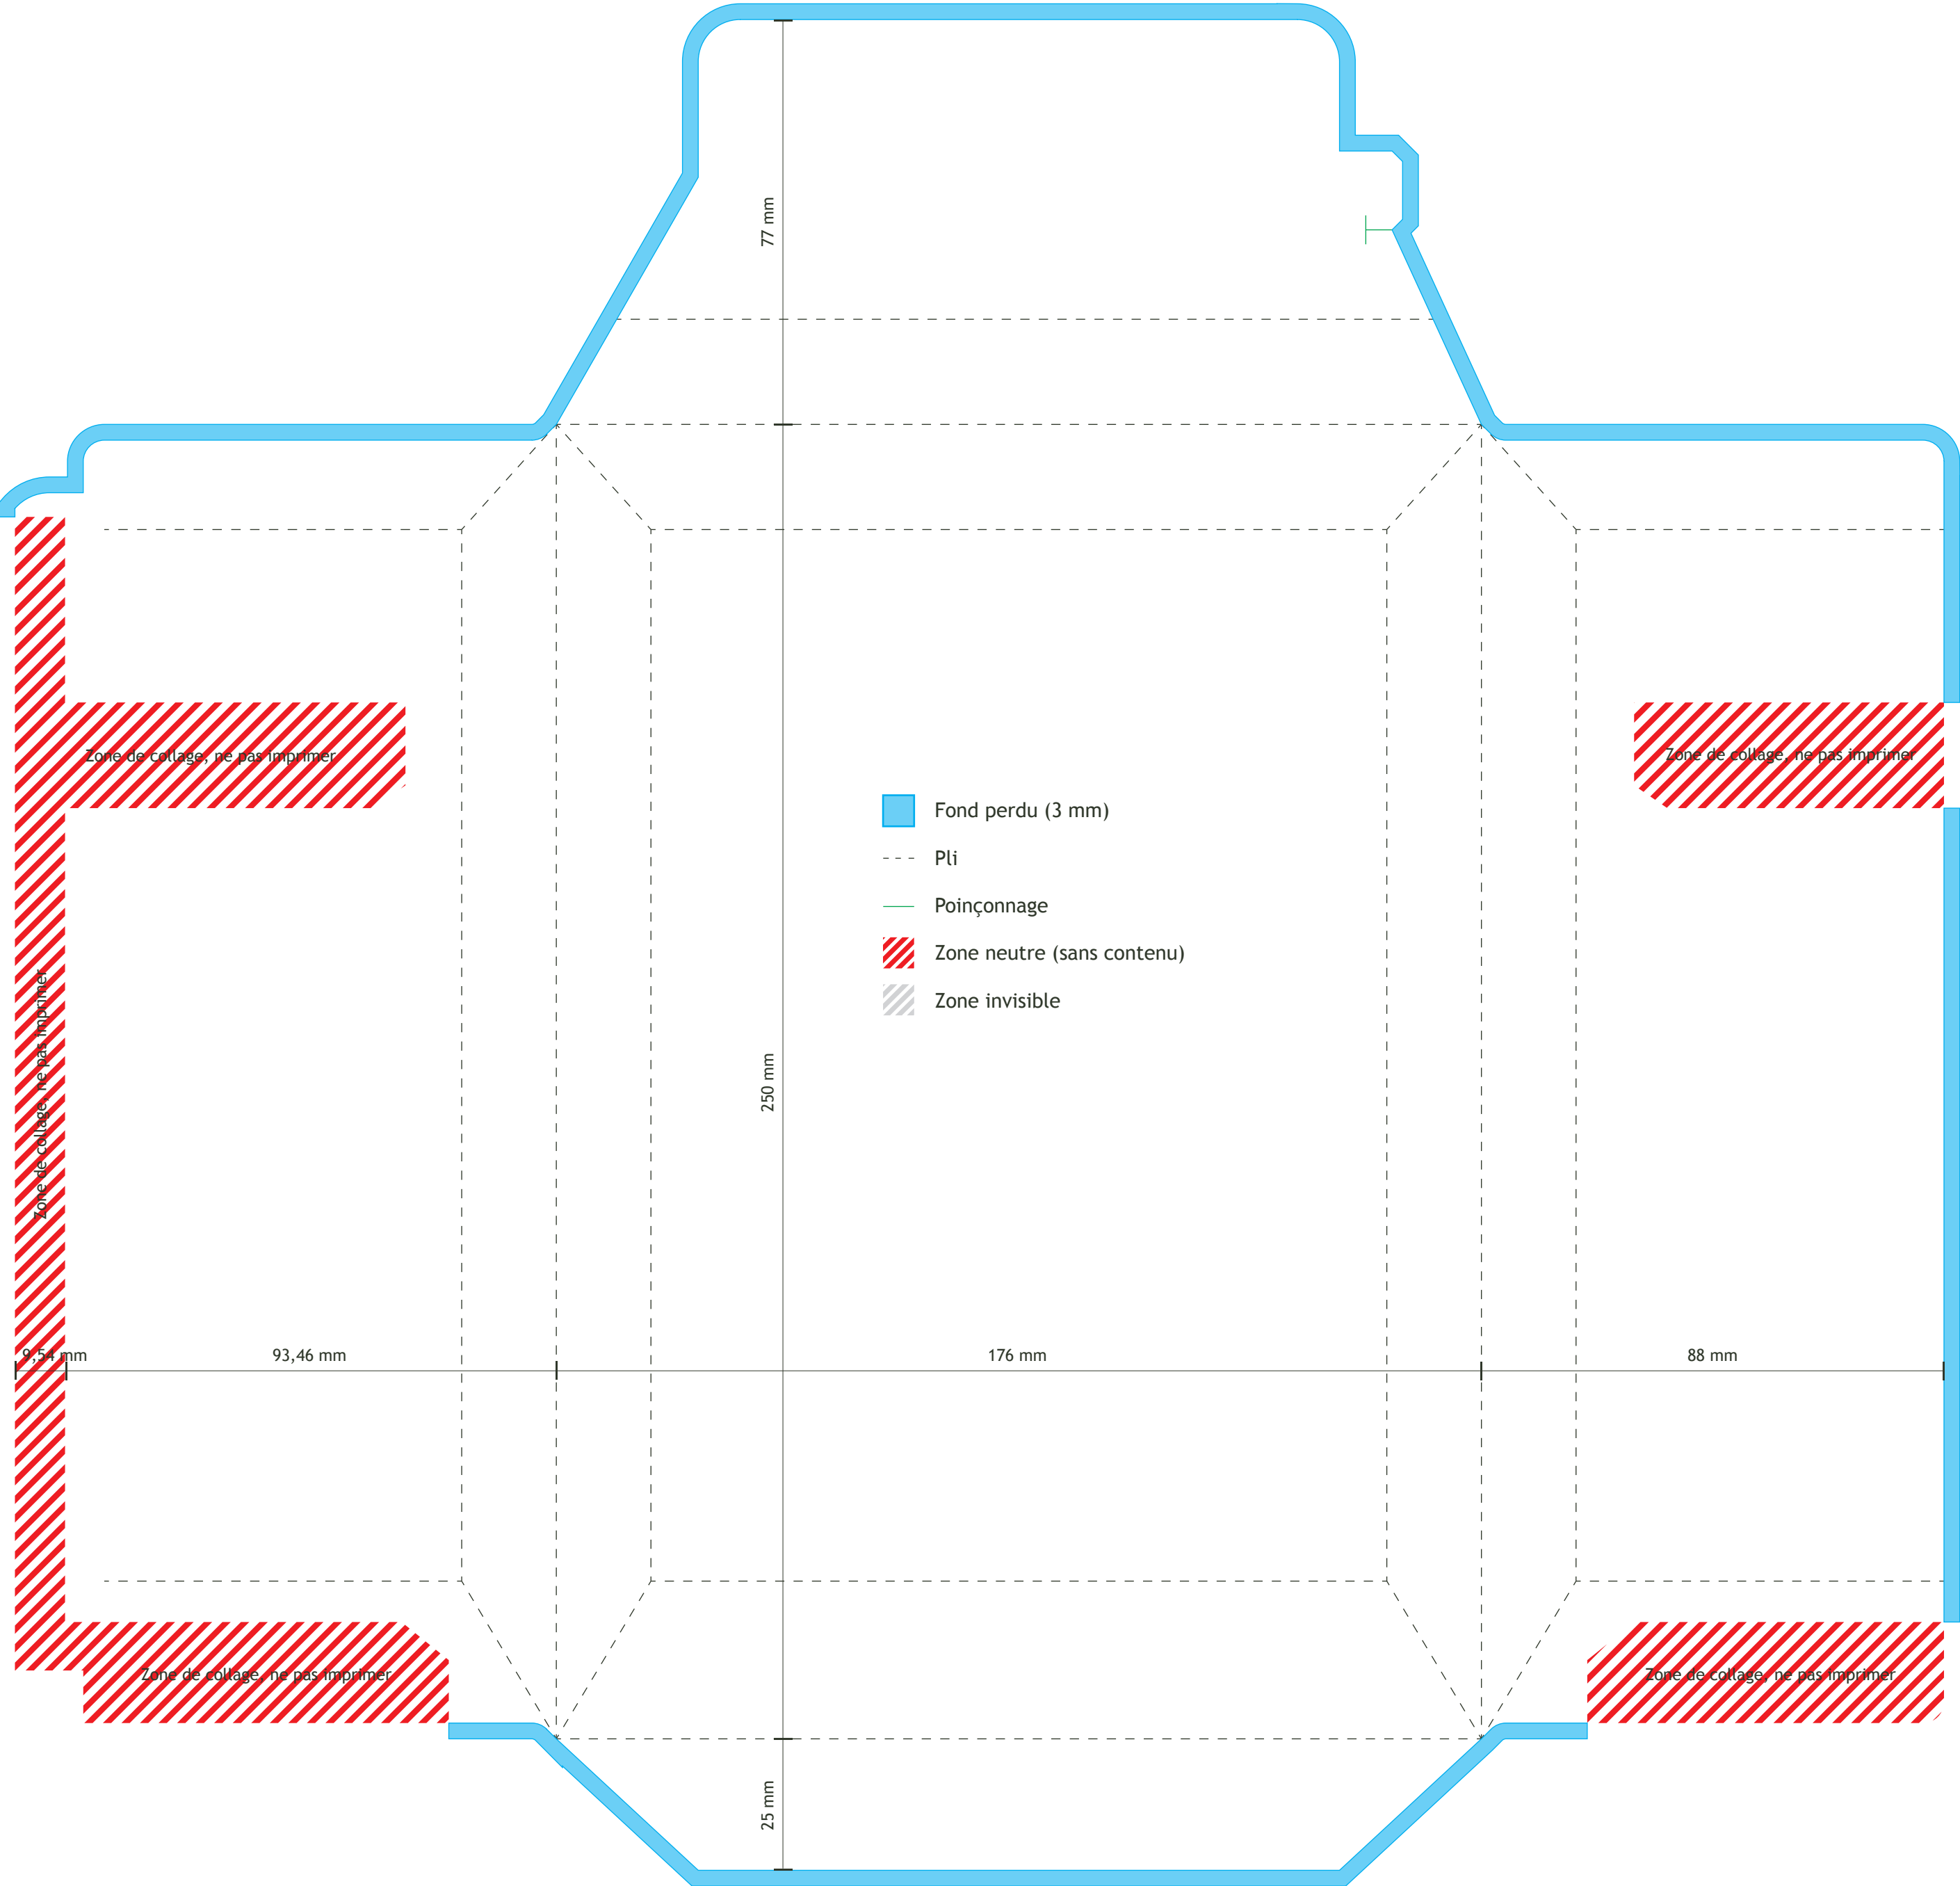 77 mm
Zone de collage, ne pas imprimer
Zone de collage, ne pas imprimer
Fond perdu (3 mm)
Pli
Poinçonnage
Zone neutre (sans contenu)
Zone invisible
Zone de collage, ne pas imprimer
250 mm
9,54 mm
93,46 mm
176 mm
88 mm
Zone de collage, ne pas imprimer
Zone de collage, ne pas imprimer
25 mm